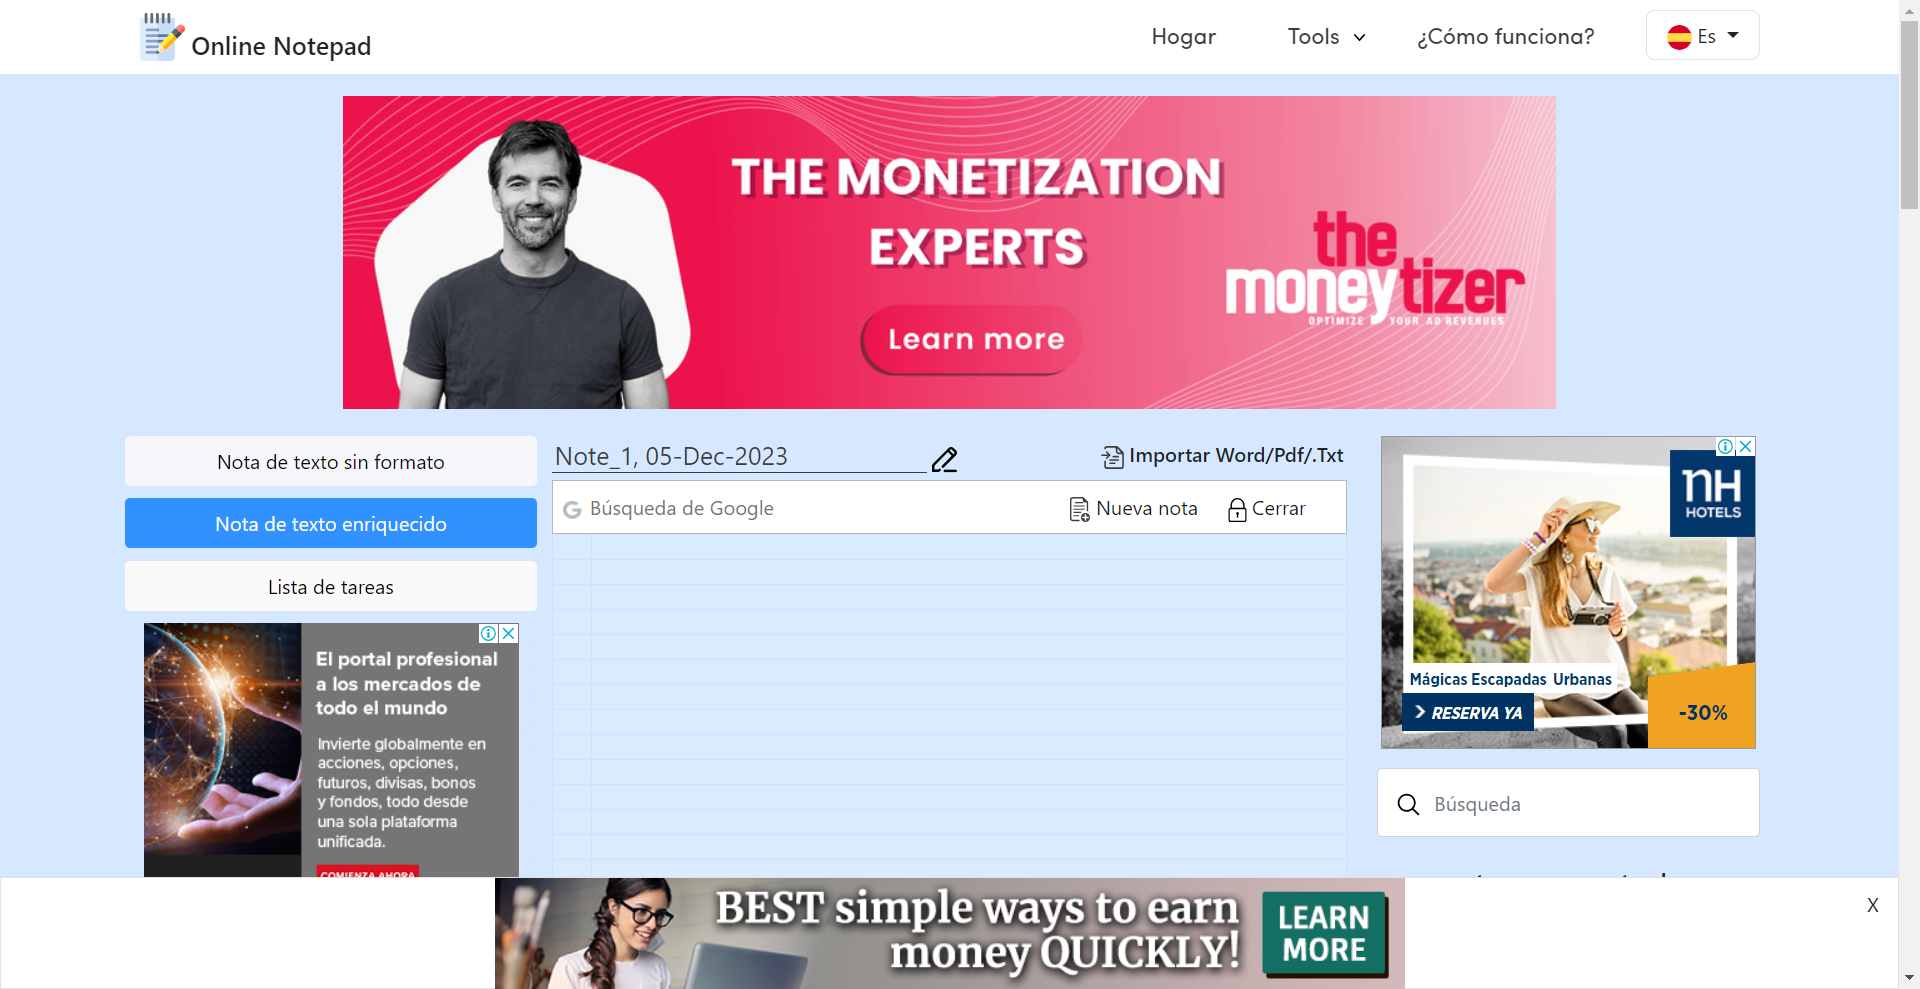 Online Notepad
Hogar
Tools
¿Cómo funciona?
Es
THE MONETIZATION
EXPERTS
Learn more
the
moneytizer
OPTIMIZE YOUR AD REVENUES
Nota de texto sin formato
Nota de texto enriquecido
Lista de tareas
El portal profesional
a los mercados de
todo el mundo
Invierte globalmente en
acciones, opciones,
futuros, divisas, bonos
y fondos, todo desde
una sola plataforma
unificada.
COMIENZA AHORA
Note_1, 05-Dec-2023
Importar Word/Pdf/.Txt
Búsqueda de Google
Nueva nota
Cerrar
nH
HOTELS
Mágicas Escapadas Urbanas
RESERVA YA
-30%
Búsqueda
BEST simple ways to earn
money QUICKLY!
LEARN
MORE
X